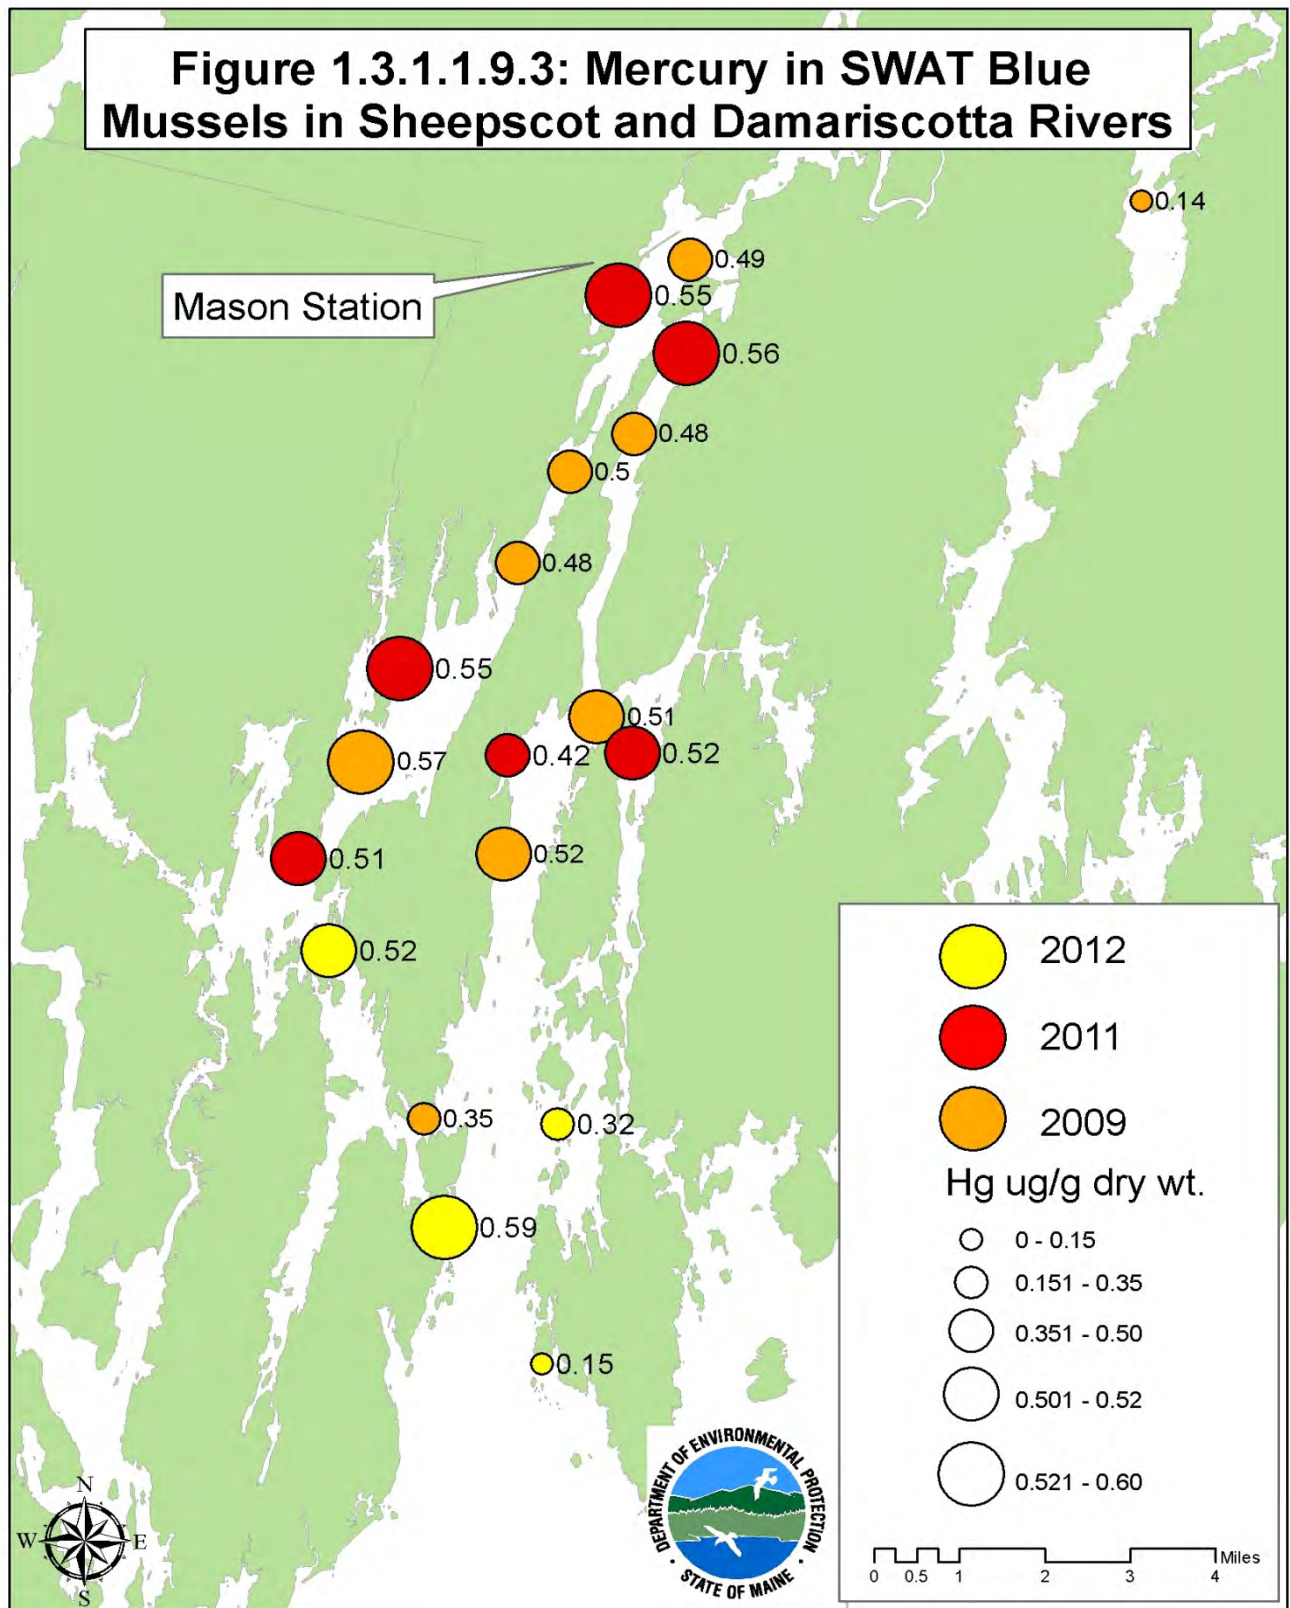 Figure 1.3.1.1.9.3: Mercury in SWAT Blue
Mussels in Sheepscot and Damariscotta Rivers
0.14
0.49
Mason Station
0.55
0.56
0.48
0.5
0.48
0.55
0.51
0.42
0.52
0.57
0.51
0.52
0.52
0.35
0.32
0.59
0.15
2012
2011
2009
Hg ug/g dry wt.
0 - 0.15
0.151 - 0.35
0.351 - 0.50
0.501 - 0.52
0.521 - 0.60
N
W E
S
DEPARTMENT OF ENVIRONMENTAL PROTECTION
• STATE OF MAINE •
Miles
0 0.5 1 2 3 4